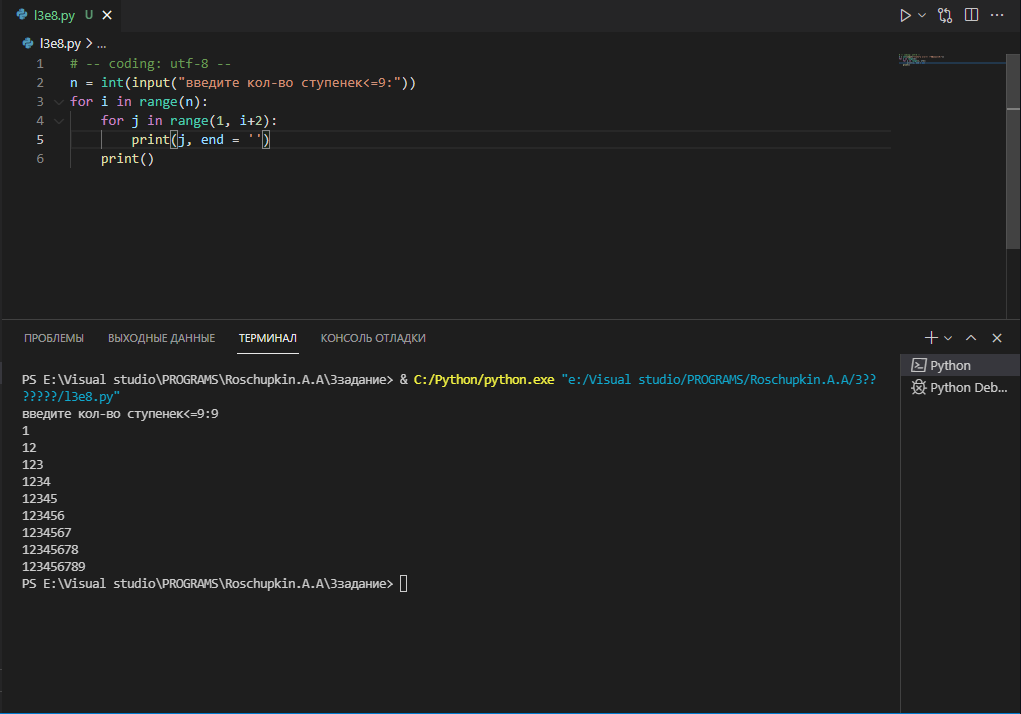 l3e8.py U
l3e8.py > ...
1 # -- coding: utf-8 --
2 n = int(input("введите кол-во ступенек<=9:"))
3 for i in range(n):
4 for j in range(1, i+2):
5 print(j, end = '')
6 print()
ПРОБЛЕМЫ ВЫХОДНЫЕ ДАННЫЕ ТЕРМИНАЛ КОНСОЛЬ ОТЛАДКИ
PS E:\Visual studio\PROGRAMS\Roschupkin.A.A\3задание> & C:/Python/python.exe "e:/Visual studio/PROGRAMS/Roschupkin.A.A/3??
?????/l3e8.py"
введите кол-во ступенек<=9:9
1
12
123
1234
12345
123456
1234567
12345678
123456789
PS E:\Visual studio\PROGRAMS\Roschupkin.A.A\3задание>
Python
Python Deb...